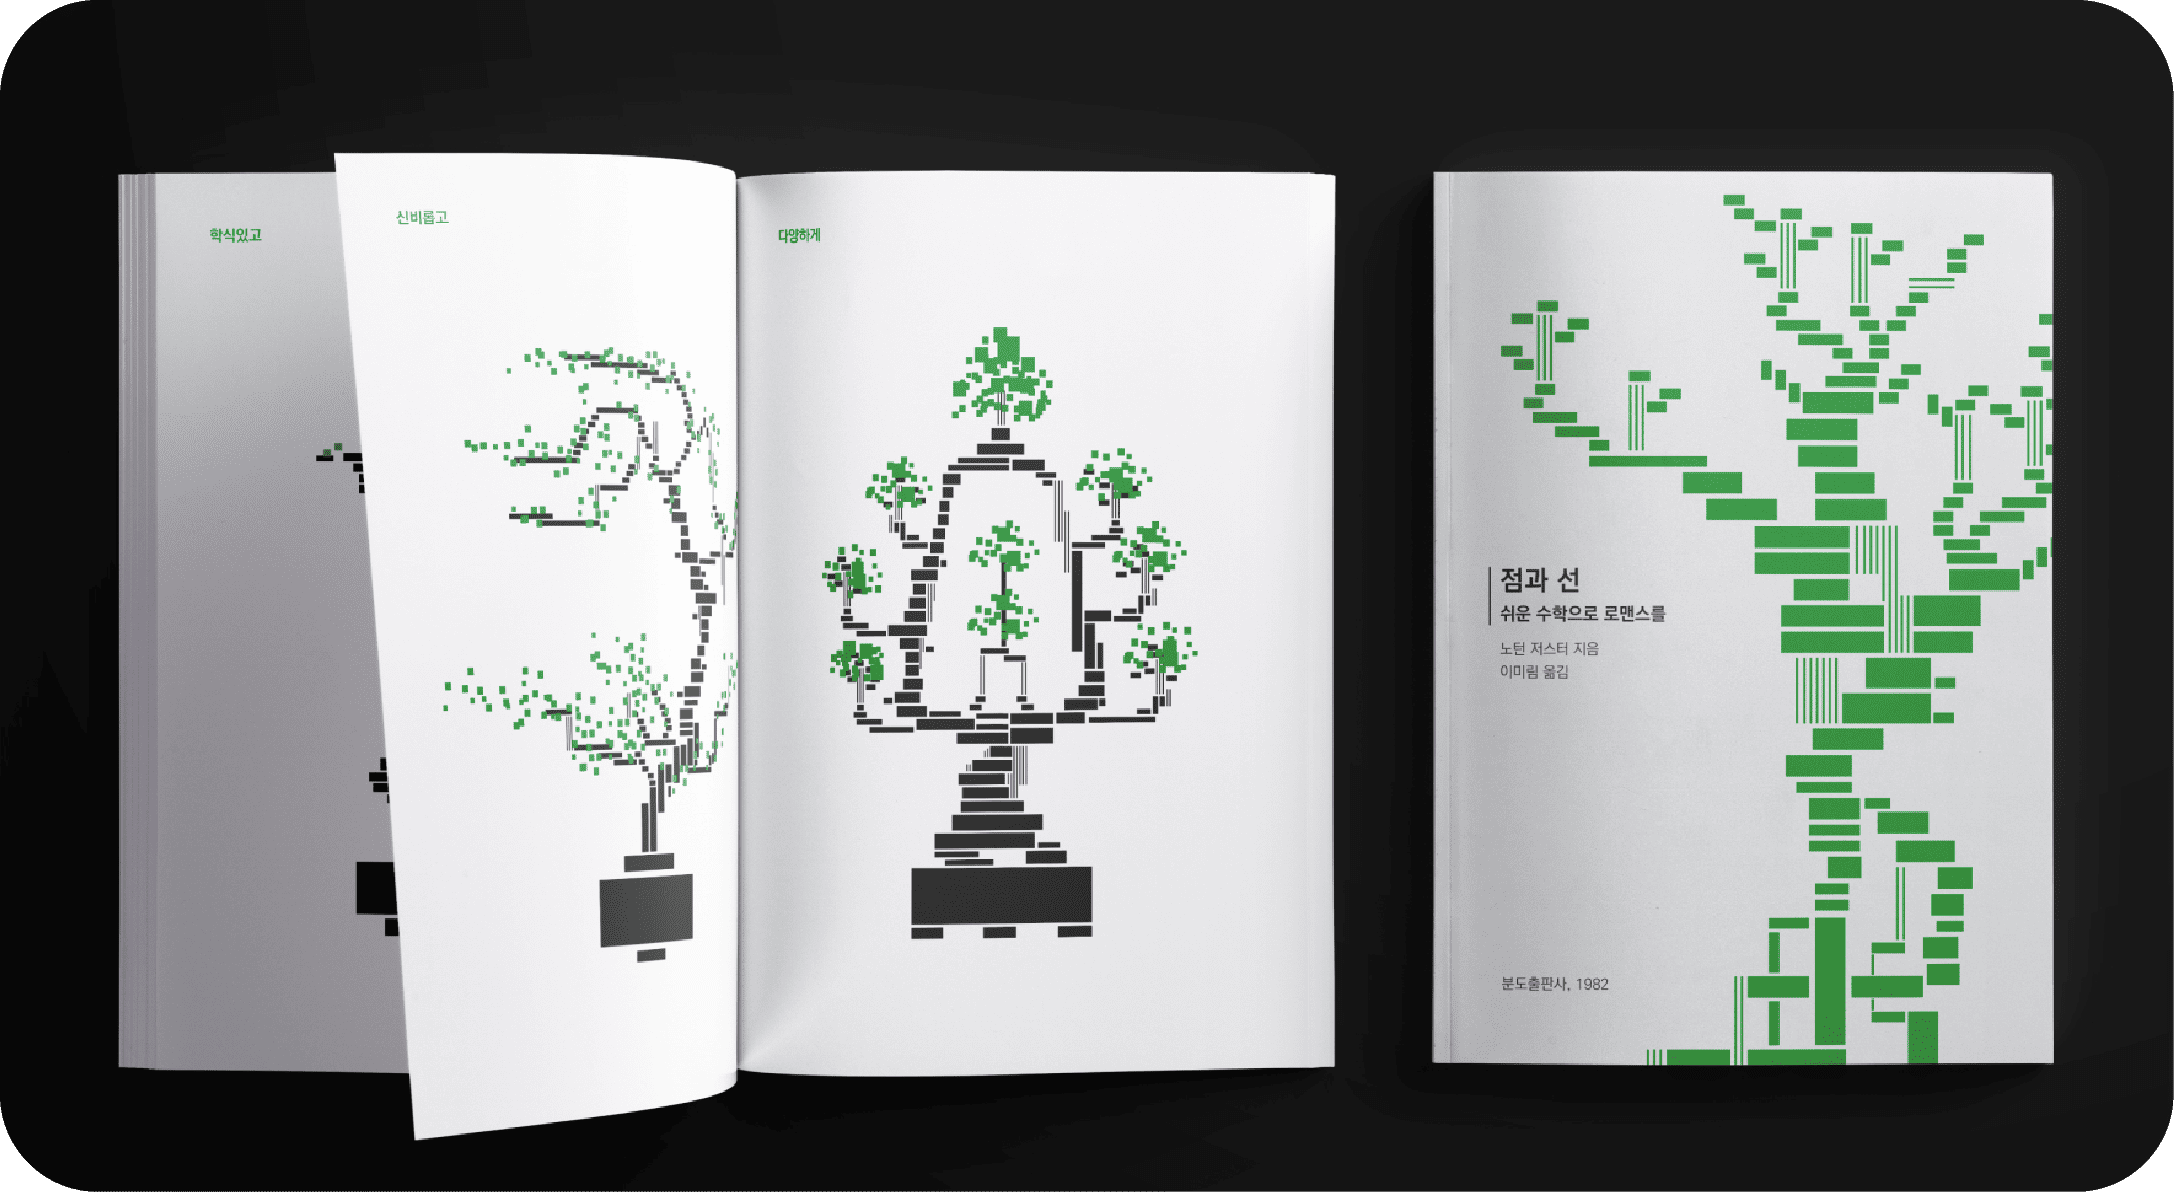 학식있고
신비롭고
다양하게
점과 선
쉬운 수학으로 로맨스를
노턴 저스터 지음
이미림 옮김
분도출판사, 1982